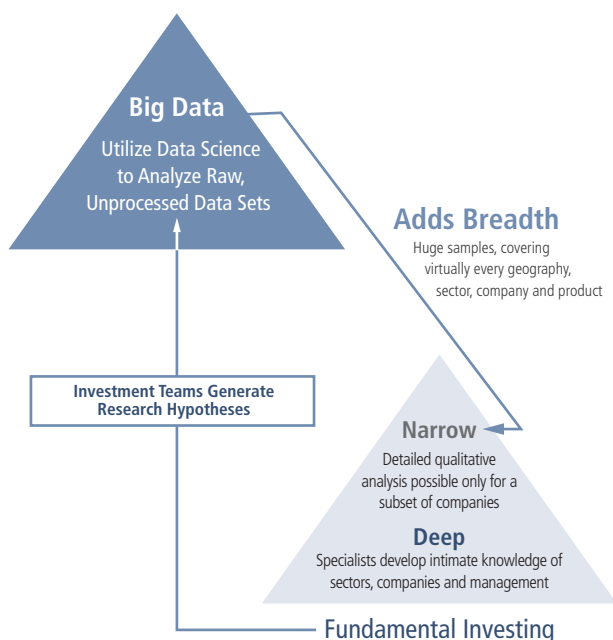 Big Data
Utilize Data Science
to Analyze Raw,
Unprocessed Data Sets
Adds Breadth
Huge samples, covering
virtually every geography,
sector, company and product
Investment Teams Generate
Research Hypotheses
Narrow
Detailed qualitative
analysis possible only for a
subset of companies
Deep
Specialists develop intimate knowledge of
sectors, companies and management
Fundamental Investing